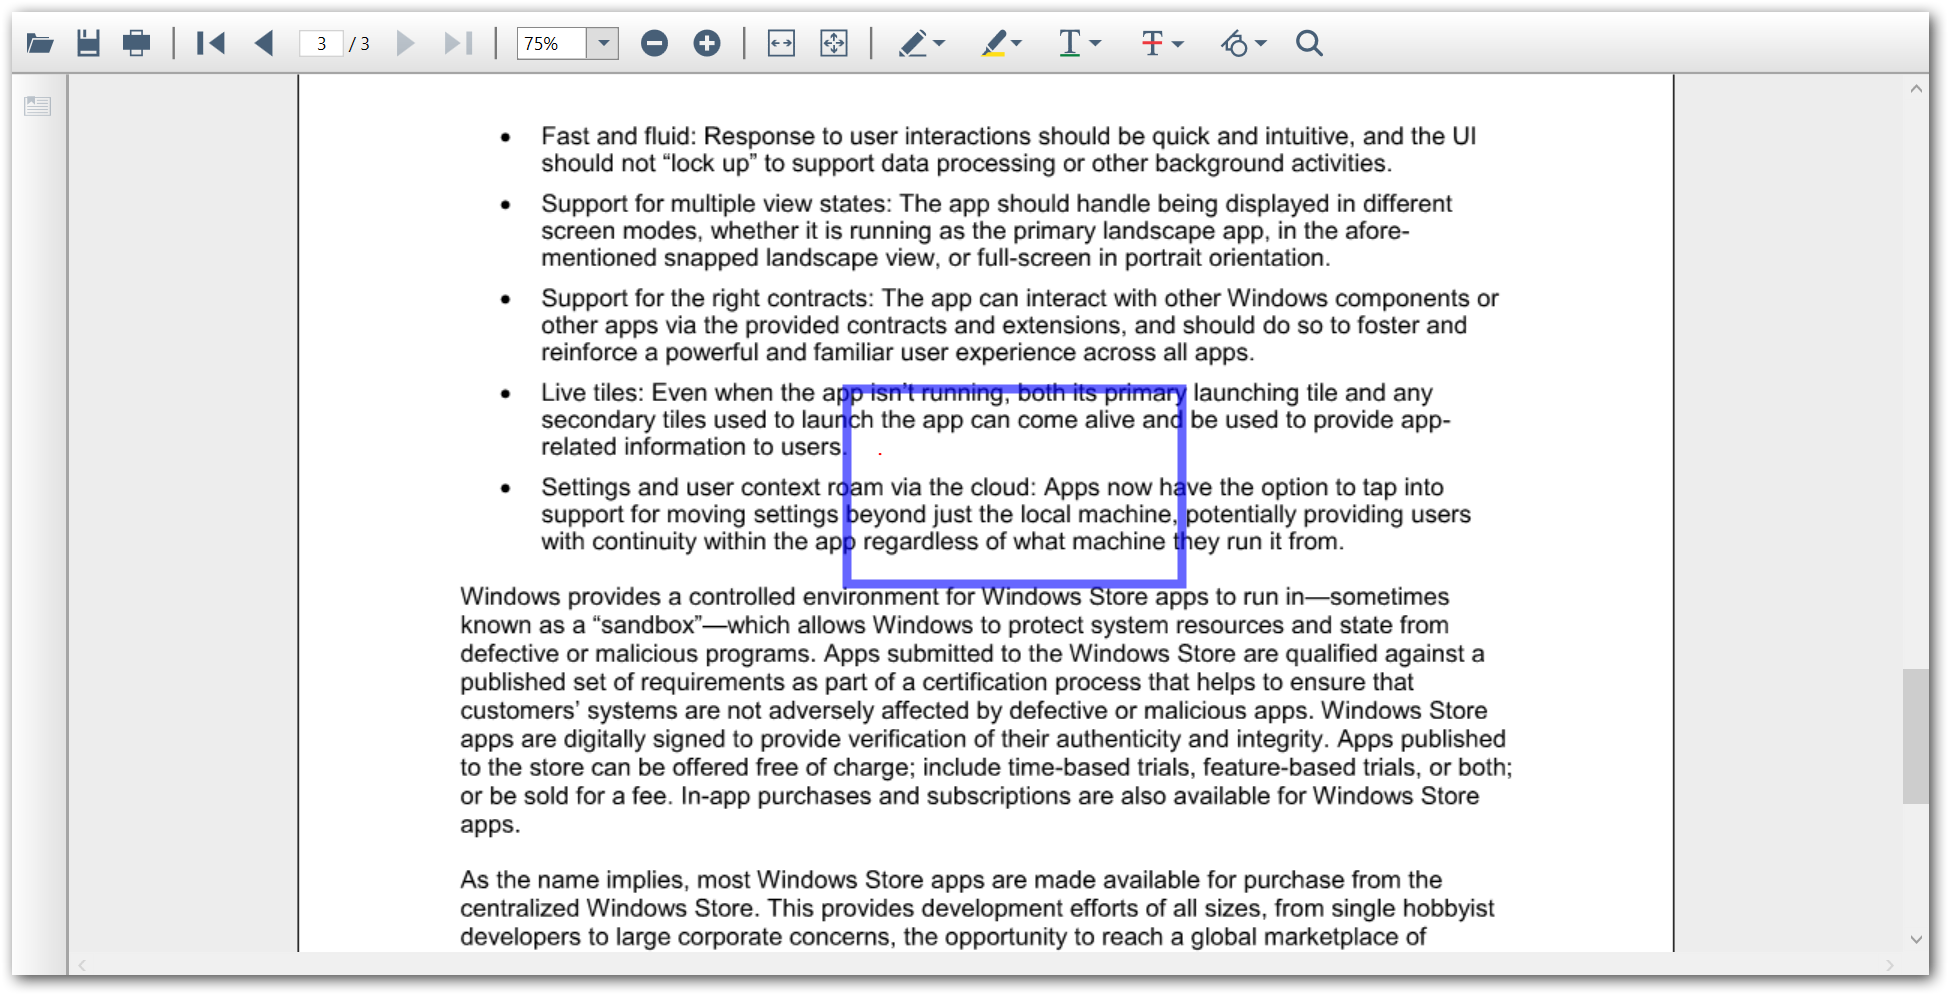 3 / 3
75%
T
T
• Fast and fluid: Response to user interactions should be quick and intuitive, and the UI
should not “lock up” to support data processing or other background activities.
• Support for multiple view states: The app should handle being displayed in different
screen modes, whether it is running as the primary landscape app, in the afore-
mentioned snapped landscape view, or full-screen in portrait orientation.
• Support for the right contracts: The app can interact with other Windows components or
other apps via the provided contracts and extensions, and should do so to foster and
reinforce a powerful and familiar user experience across all apps.
• Live tiles: Even when the app isn’t running, both its primary launching tile and any
secondary tiles used to launch the app can come alive and be used to provide app-
related information to users.
• Settings and user context roam via the cloud: Apps now have the option to tap into
support for moving settings beyond just the local machine, potentially providing users
with continuity within the app regardless of what machine they run it from.
Windows provides a controlled environment for Windows Store apps to run in—sometimes
known as a “sandbox”—which allows Windows to protect system resources and state from
defective or malicious programs. Apps submitted to the Windows Store are qualified against a
published set of requirements as part of a certification process that helps to ensure that
customers’ systems are not adversely affected by defective or malicious apps. Windows Store
apps are digitally signed to provide verification of their authenticity and integrity. Apps published
to the store can be offered free of charge; include time-based trials, feature-based trials, or both;
or be sold for a fee. In-app purchases and subscriptions are also available for Windows Store
apps.
As the name implies, most Windows Store apps are made available for purchase from the
centralized Windows Store. This provides development efforts of all sizes, from single hobbyist
developers to large corporate concerns, the opportunity to reach a global marketplace of